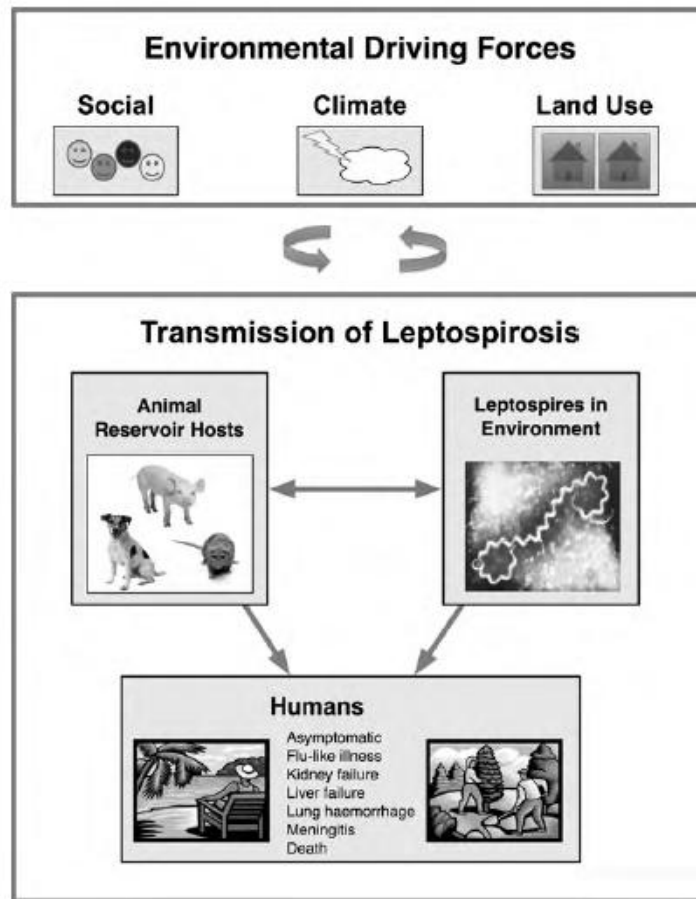 Environmental Driving Forces
Social
Climate
Land Use
Transmission of Leptospirosis
Animal
Reservoir Hosts
Leptospires in
Environment
Humans
Asymptomatic
Flu-like illness
Kidney failure
Liver failure
Lung haemorrhage
Meningitis
Death